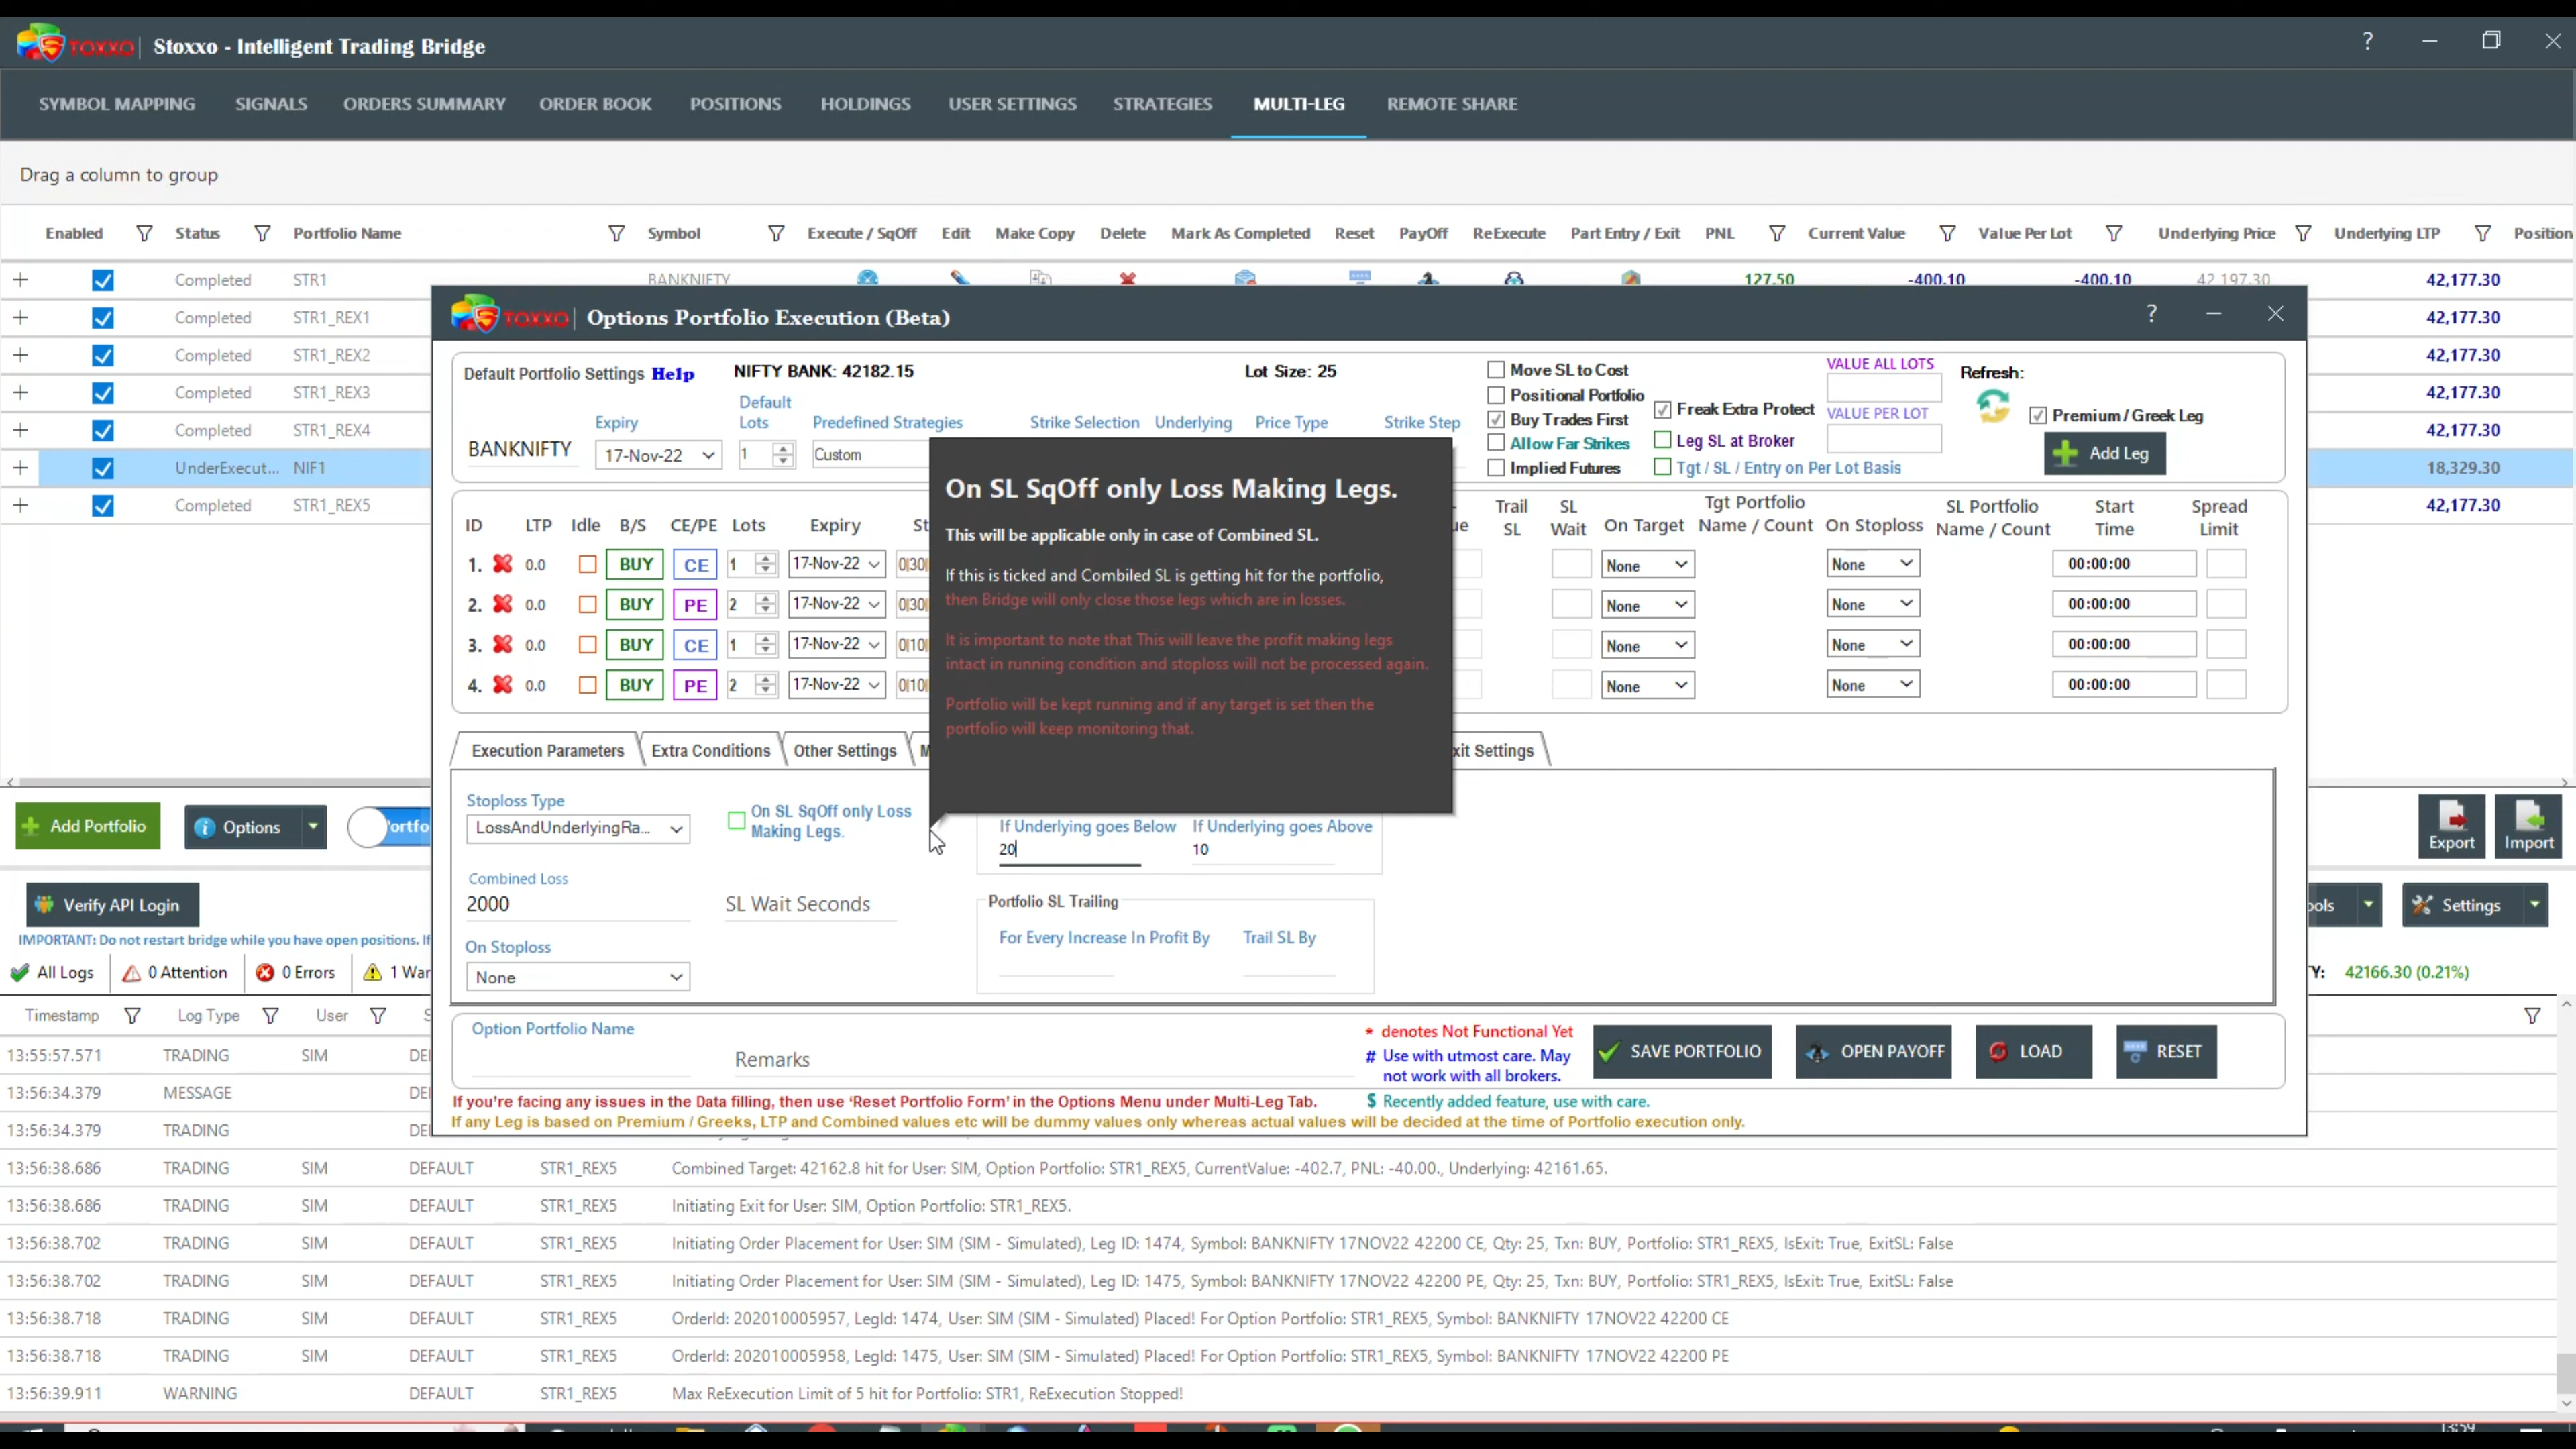 TOXXO | Stoxxo - Intelligent Trading Bridge ?
SYMBOL MAPPING SIGNALS ORDERS SUMMARY ORDER BOOK POSITIONS HOLDINGS USER SETTINGS STRATEGIES MULTI-LEG REMOTE SHARE
Drag a column to group
Enabled Status Portfolio Name Symbol Execute / SqOff Edit Make Copy Delete Mark As Completed Reset PayOff ReExecute Part Entry / Exit PNL Current Value Value Per Lot Underlying Price Underlying LTP Position
Completed STR1 BANKNIFTY 127.50 -400.10 -400.10 42,197.30 42,177.30
Completed STR1_REX1 42,177.30
Completed STR1_REX2 42,177.30
Completed STR1_REX3 42,177.30
Completed STR1_REX4 42,177.30
UnderExecut... NIF1 18,329.30
Completed STR1_REX5 42,177.30
TOXXO | Options Portfolio Execution (Beta) ?
Default Portfolio Settings Help NIFTY BANK: 42182.15 Lot Size: 25
Move SL to Cost
Positional Portfolio
Buy Trades First
Allow Far Strikes
Implied Futures
Freak Extra Protect
Leg SL at Broker
Tgt / SL / Entry on Per Lot Basis
VALUE ALL LOTS
VALUE PER LOT
Refresh:
Premium / Greek Leg
Add Leg
Expiry Default Lots Predefined Strategies Strike Selection Underlying Price Type Strike Step
BANKNIFTY 17-Nov-22 1 Custom
ID LTP Idle B/S CE/PE Lots Expiry St ue Trail SL SL Wait On Target Tgt Portfolio Name / Count On Stoploss SL Portfolio Name / Count Start Time Spread Limit
1. 0.0 BUY CE 1 17-Nov-22 0|30| None None 00:00:00
2. 0.0 BUY PE 2 17-Nov-22 0|30| None None 00:00:00
3. 0.0 BUY CE 1 17-Nov-22 0|10| None None 00:00:00
4. 0.0 BUY PE 2 17-Nov-22 0|10| None None 00:00:00
On SL SqOff only Loss Making Legs.
This will be applicable only in case of Combined SL.
If this is ticked and Combiled SL is getting hit for the portfolio,
then Bridge will only close those legs which are in losses.
It is important to note that This will leave the profit making legs
intact in running condition and stoploss will not be processed again.
Portfolio will be kept running and if any target is set then the
portfolio will keep monitoring that.
Execution Parameters Extra Conditions Other Settings M xit Settings
Stoploss Type
LossAndUnderlyingRa...
On SL SqOff only Loss
Making Legs.
If Underlying goes Below If Underlying goes Above
20 10
Combined Loss
2000
SL Wait Seconds
Portfolio SL Trailing
For Every Increase In Profit By Trail SL By
On Stoploss
None
Add Portfolio Options ortfo Export Import
Verify API Login ools Settings
IMPORTANT: Do not restart bridge while you have open positions. If
All Logs 0 Attention 0 Errors 1 War Y: 42166.30 (0.21%)
Option Portfolio Name
Remarks
* denotes Not Functional Yet
# Use with utmost care. May
not work with all brokers.
SAVE PORTFOLIO OPEN PAYOFF LOAD RESET
If you're facing any issues in the Data filling, then use 'Reset Portfolio Form' in the Options Menu under Multi-Leg Tab.
$ Recently added feature, use with care.
If any Leg is based on Premium / Greeks, LTP and Combined values etc will be dummy values only whereas actual values will be decided at the time of Portfolio execution only.
Timestamp Log Type User S
13:55:57.571 TRADING SIM DEI
13:56:34.379 MESSAGE DEI
13:56:34.379 TRADING DEI
13:56:38.686 TRADING SIM DEFAULT STR1_REX5 Combined Target: 42162.8 hit for User: SIM, Option Portfolio: STR1_REX5, CurrentValue: -402.7, PNL: -40.00., Underlying: 42161.65.
13:56:38.686 TRADING SIM DEFAULT STR1_REX5 Initiating Exit for User: SIM, Option Portfolio: STR1_REX5.
13:56:38.702 TRADING SIM DEFAULT STR1_REX5 Initiating Order Placement for User: SIM (SIM - Simulated), Leg ID: 1474, Symbol: BANKNIFTY 17NOV22 42200 CE, Qty: 25, Txn: BUY, Portfolio: STR1_REX5, IsExit: True, ExitSL: False
13:56:38.702 TRADING SIM DEFAULT STR1_REX5 Initiating Order Placement for User: SIM (SIM - Simulated), Leg ID: 1475, Symbol: BANKNIFTY 17NOV22 42200 PE, Qty: 25, Txn: BUY, Portfolio: STR1_REX5, IsExit: True, ExitSL: False
13:56:38.718 TRADING SIM DEFAULT STR1_REX5 OrderId: 202010005957, LegId: 1474, User: SIM (SIM - Simulated) Placed! For Option Portfolio: STR1_REX5, Symbol: BANKNIFTY 17NOV22 42200 CE
13:56:38.718 TRADING SIM DEFAULT STR1_REX5 OrderId: 202010005958, LegId: 1475, User: SIM (SIM - Simulated) Placed! For Option Portfolio: STR1_REX5, Symbol: BANKNIFTY 17NOV22 42200 PE
13:56:39.911 WARNING DEFAULT STR1_REX5 Max ReExecution Limit of 5 hit for Portfolio: STR1, ReExecution Stopped!
13:59